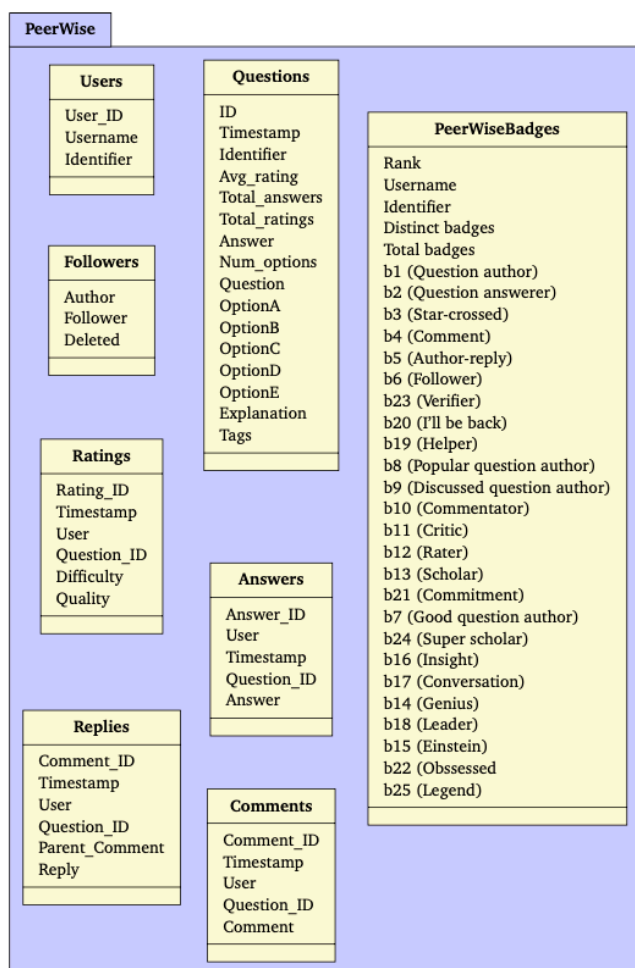 PeerWise
Users
User_ID
Username
Identifier
Followers
Author
Follower
Deleted
Ratings
Rating_ID
Timestamp
User
Question_ID
Difficulty
Quality
Replies
Comment_ID
Timestamp
User
Question_ID
Parent_Comment
Reply
Questions
ID
Timestamp
Identifier
Avg_rating
Total_answers
Total_ratings
Answer
Num_options
Question
OptionA
OptionB
OptionC
OptionD
OptionE
Explanation
Tags
Answers
Answer_ID
User
Timestamp
Question_ID
Answer
Comments
Comment_ID
Timestamp
User
Question_ID
Comment
PeerWiseBadges
Rank
Username
Identifier
Distinct badges
Total badges
b1 (Question author)
b2 (Question answerer)
b3 (Star-crossed)
b4 (Comment)
b5 (Author-reply)
b6 (Follower)
b23 (Verifier)
b20 (I'll be back)
b19 (Helper)
b8 (Popular question author)
b9 (Discussed question author)
b10 (Commentator)
b11 (Critic)
b12 (Rater)
b13 (Scholar)
b21 (Commitment)
b7 (Good question author)
b24 (Super scholar)
b16 (Insight)
b17 (Conversation)
b14 (Genius)
b18 (Leader)
b15 (Einstein)
b22 (Obssessed
b25 (Legend)